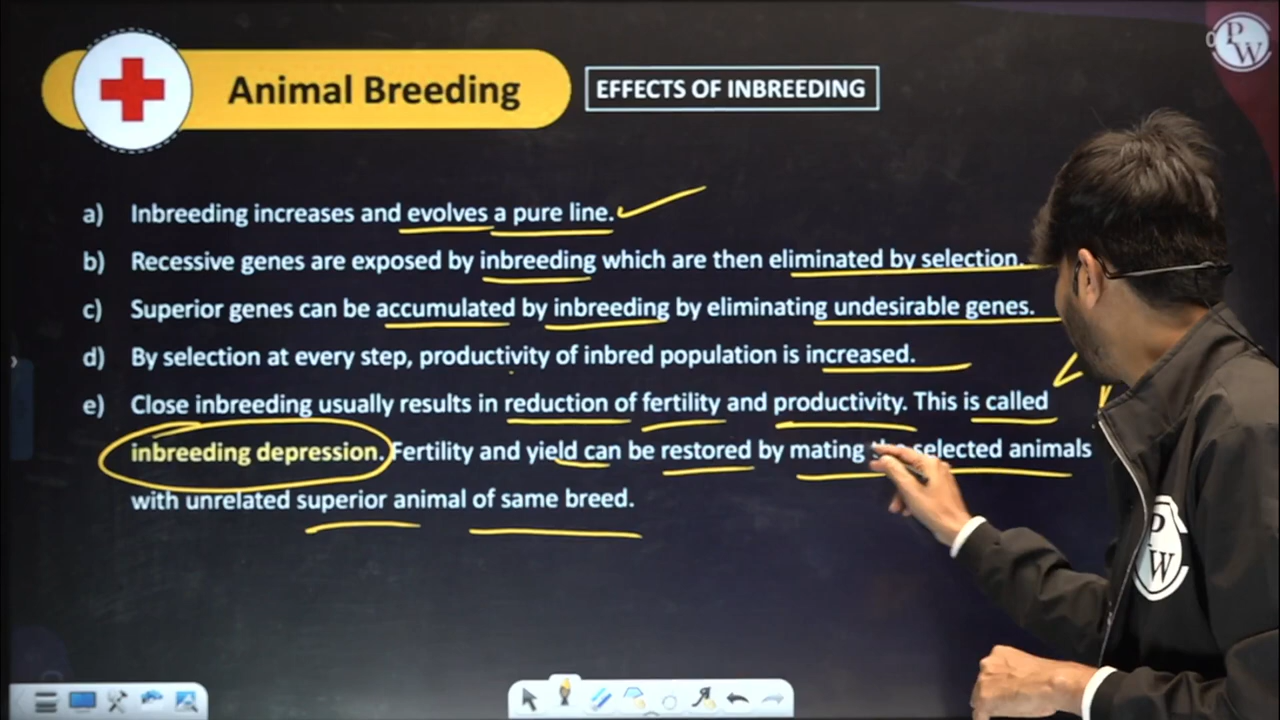 Animal Breeding
EFFECTS OF INBREEDING
PW
a) Inbreeding increases and evolves a pure line.
b) Recessive genes are exposed by inbreeding which are then eliminated by selection.
c) Superior genes can be accumulated by inbreeding by eliminating undesirable genes.
d) By selection at every step, productivity of inbred population is increased.
e) Close inbreeding usually results in reduction of fertility and productivity. This is called
inbreeding depression. Fertility and yield can be restored by mating the selected animals
with unrelated superior animal of same breed.
PW